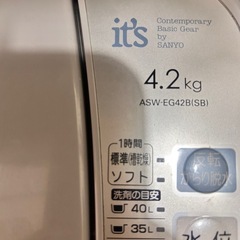 it's
Contemporary
Basic Gear
by
SANYO
4.2kg
ASW-EG42B(SB)
1時間
標準(槽乾燥)
ソフト
洗剤の目安
40L
35L
水位